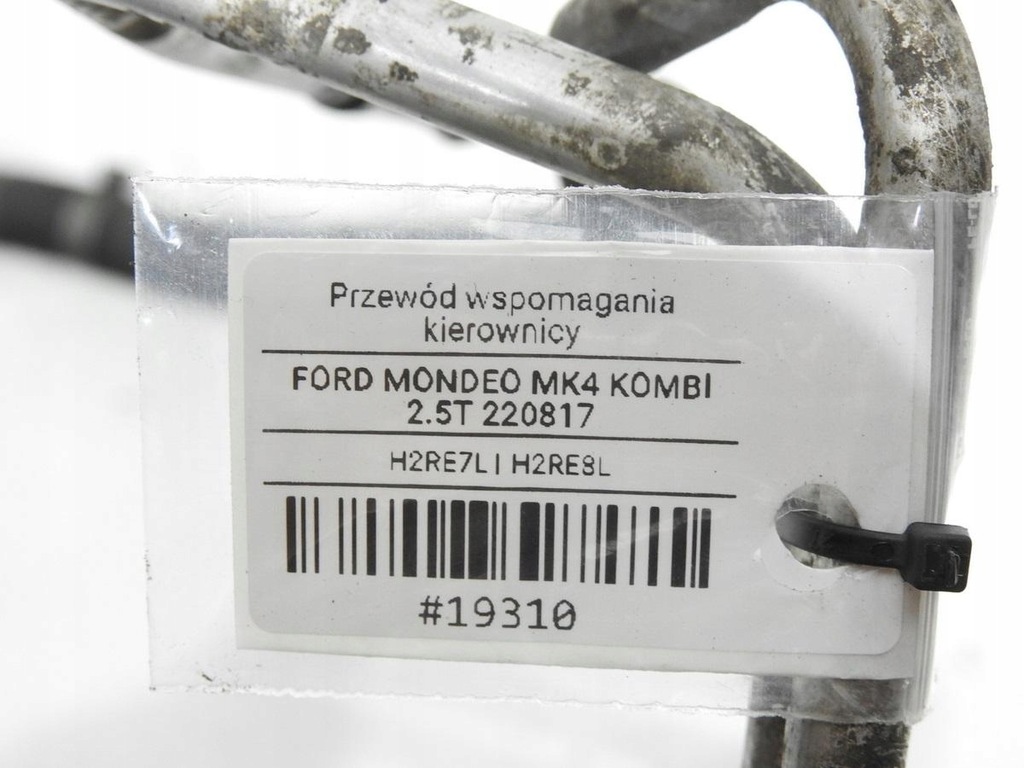 Przewód wspomagania
kierownicy
FORD MONDEO MK4 KOMBI
2.5T 220817
H2RE7L | H2RE8L
#19310